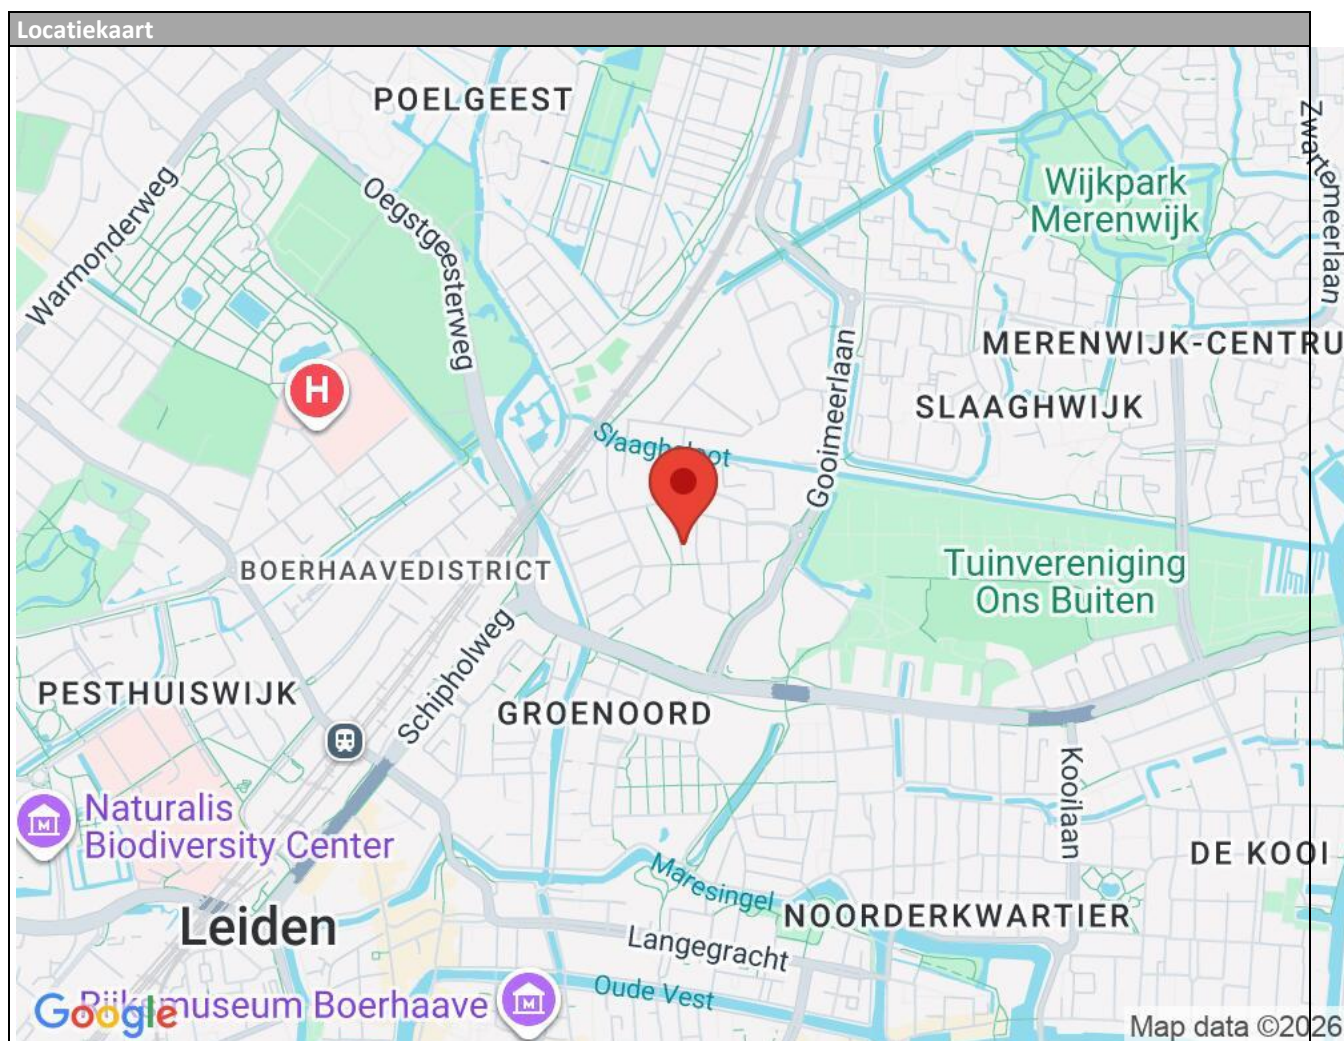 Locatiekaart
POELGEEST
Warmonderweg
Oegstgeesterweg
Wijkpark
Merenwijk
Zwartemeerlaan
MERENWIJK-CENTRU
SLAAGHWIJK
Gooimeerlaan
H
BOERHAAVEDISTRICT
Tuinvereniging
Ons Buiten
Schipholweg
PESTHUISWIJK
GROENOORD
Kooilaan
Naturalis
Biodiversity Center
DE KOOI
Maresingel
Leiden
NOORDERKWARTIER
Langegracht
Oude Vest
Google
museum Boerhaave
Map data ©2026